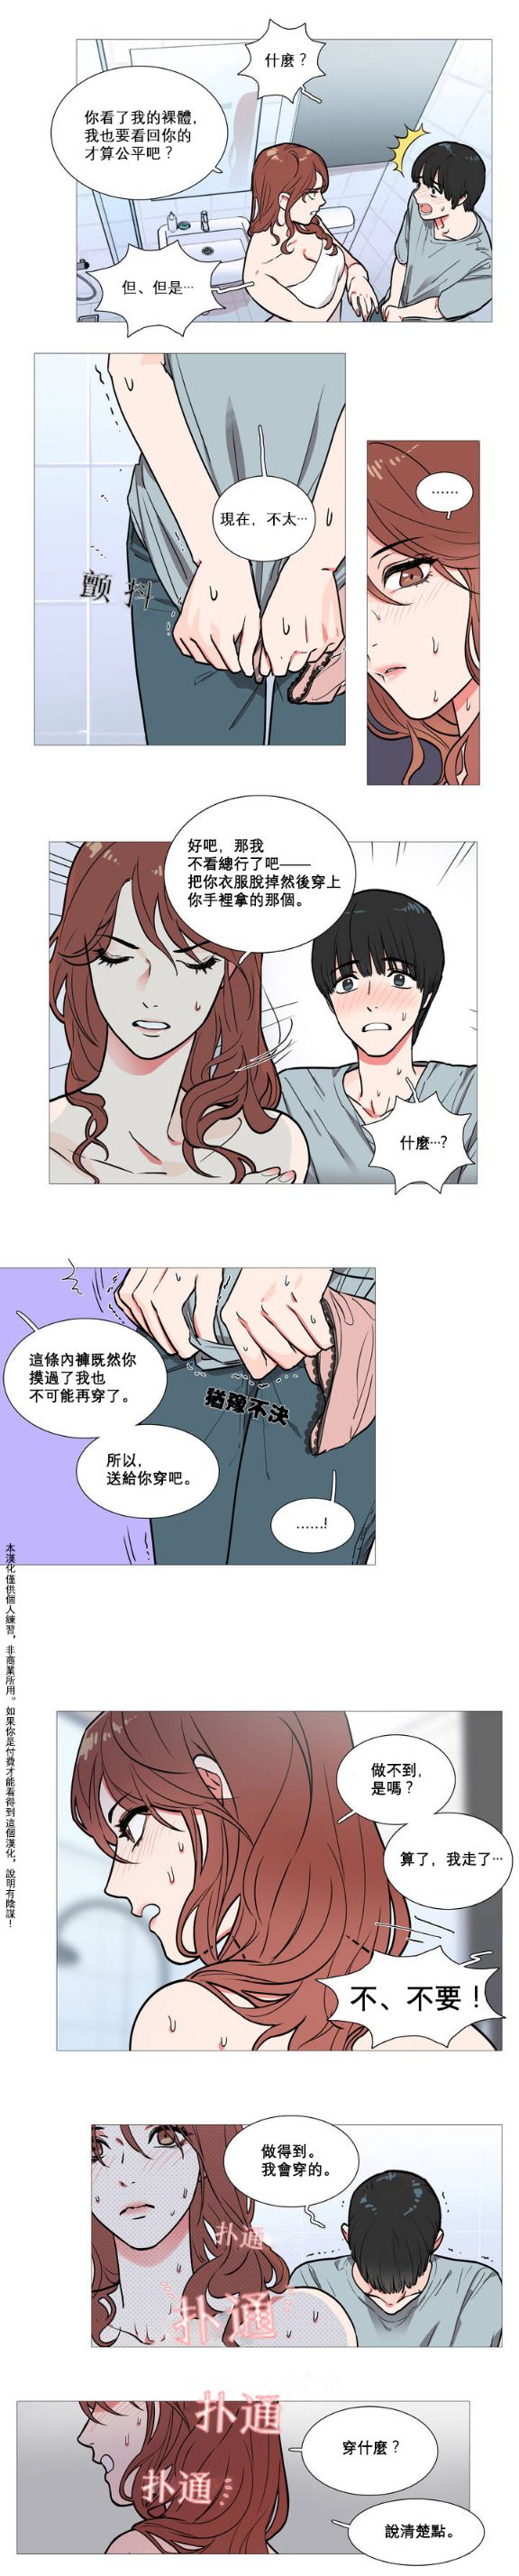 什麼？
你看了我的裸體，
我也要看回你的
才算公平吧？
但、但是…
現在，不太…
顫抖
……
好吧，那我
不看總行了吧——
把你衣服脫掉然後穿上
你手裡拿的那個。
什麼…?
這條內褲既然你
摸過了我也
不可能再穿了。
猶豫不決
所以，
送給你穿吧。
……!
本漢化僅供個人練習，非商業所用。如果你是付費才能看得到這個漢化，說明有陰謀！
做不到，
是嗎？
算了，我走了…
不、不要！
做得到。
我會穿的。
扑通
扑通
扑通
扑通
穿什麼？
說清楚點。